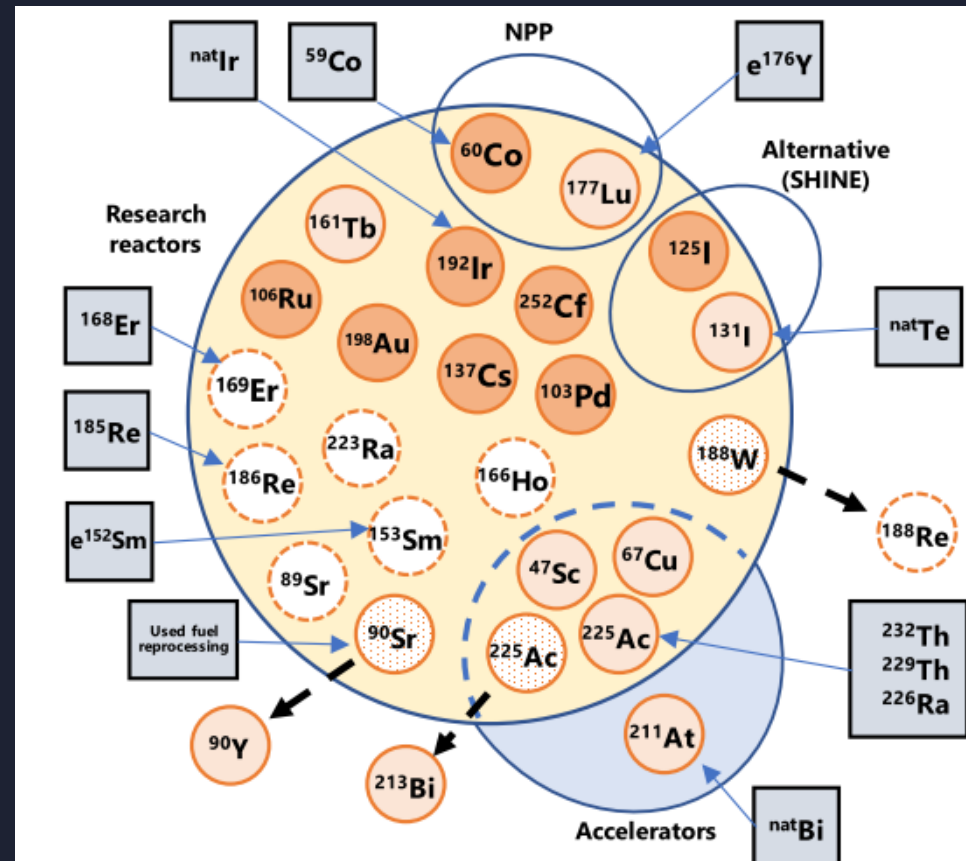 NPP
natIr
59Co
e176Y
Alternative
(SHINE)
60Co
177Lu
Research
reactors
161Tb
125I
192Ir
106Ru
252Cf
168Er
198Au
131I
natTe
137Cs
103Pd
169Er
185Re
223Ra
188W
186Re
166Ho
e152Sm
153Sm
188Re
47Sc
67Cu
89Sr
Used fuel
reprocessing
90Sr
225Ac
225Ac
232Th
229Th
226Ra
90Y
211At
213Bi
Accelerators
natBi